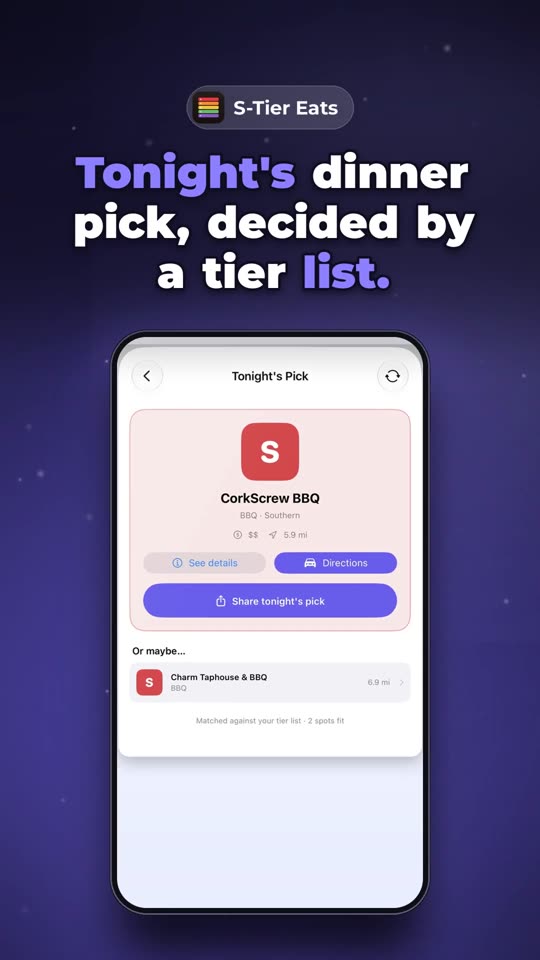 S-Tier Eats
Tonight's dinner
pick, decided by
a tier list.
Tonight's Pick
S
CorkScrew BBQ
BBQ · Southern
$$ 5.9 mi
See details
Directions
Share tonight's pick
Or maybe...
S
Charm Taphouse & BBQ
BBQ
6.9 mi
Matched against your tier list · 2 spots fit